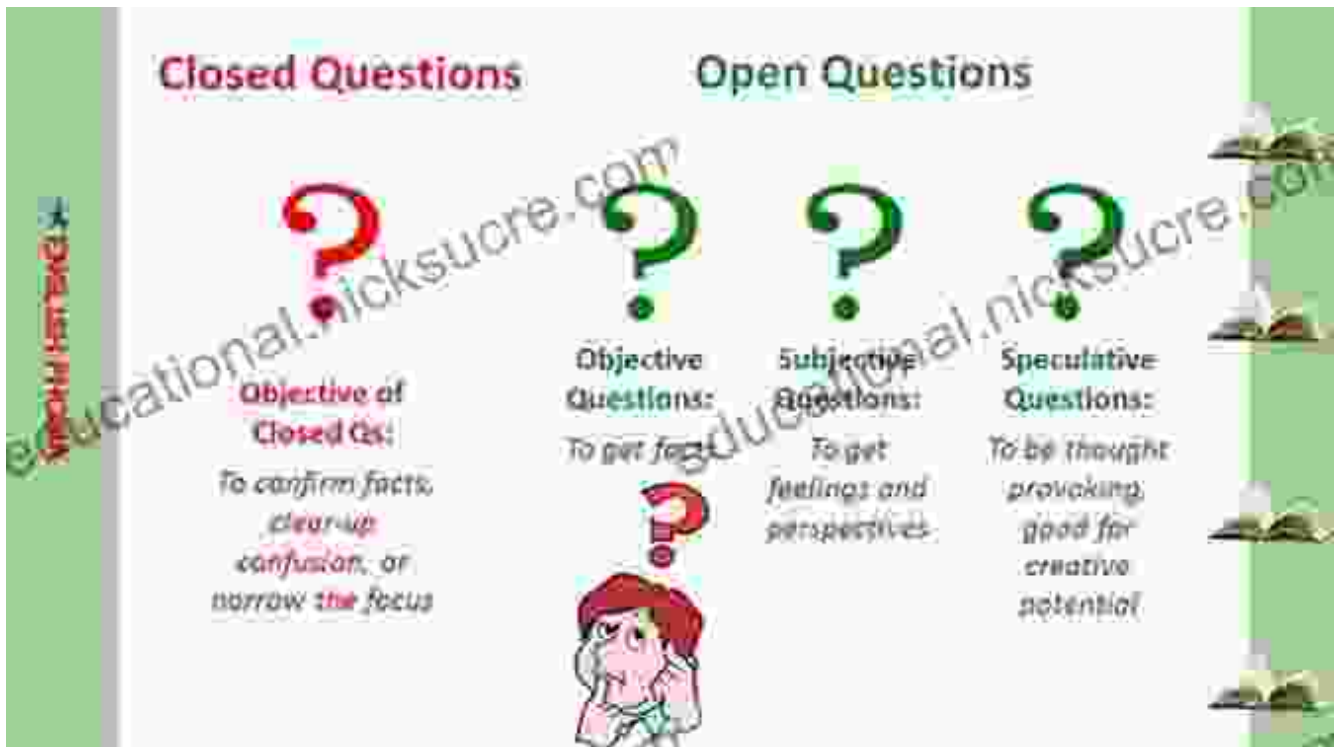 Closed Questions
Open Questions
Objective of
Closed Qs:
To confirm facts,
clear-up
confusion, or
narrow the focus
Objective
Questions:
To get facts
Subjective
Questions:
To get
feelings and
perspectives
Speculative
Questions:
To be thought
provoking,
good for
creative
potential
educational.nicksucre.com
educational.nicksucre.com